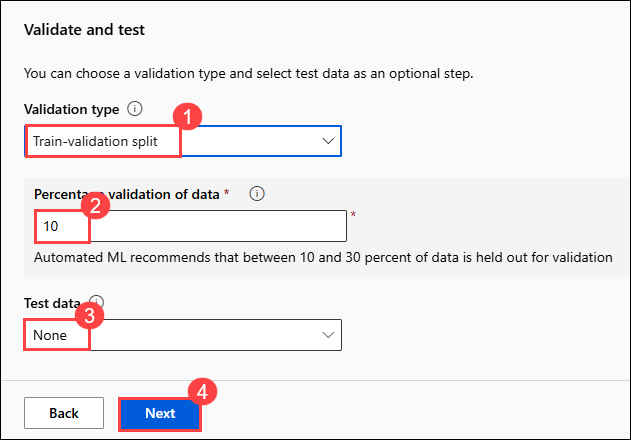 Validate and test
You can choose a validation type and select test data as an optional step.
Validation type
1
Train-validation split
Percentage validation of data *
2
10
*
Automated ML recommends that between 10 and 30 percent of data is held out for validation
Test data
3
None
4
Back
Next